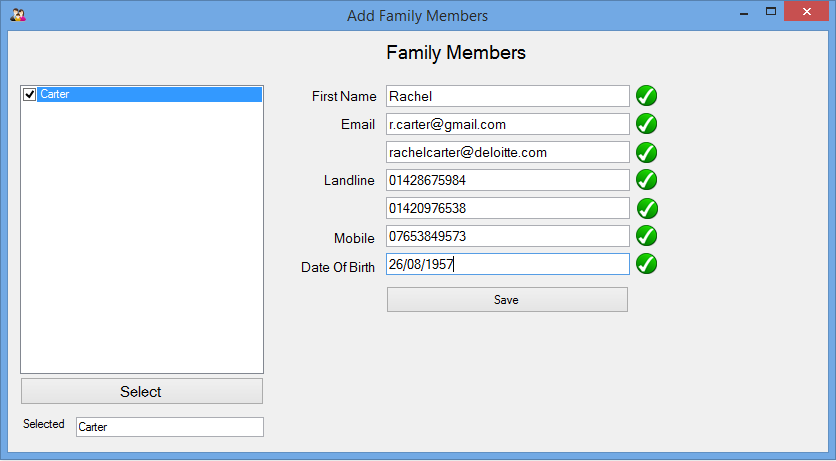 Add Family Members
Family Members
Carter
First Name Rachel
Email r.carter@gmail.com
rachelcarter@deloitte.com
Landline 01428675984
01420976538
Mobile 07653849573
Date Of Birth 26/08/1957
Save
Select
Selected Carter